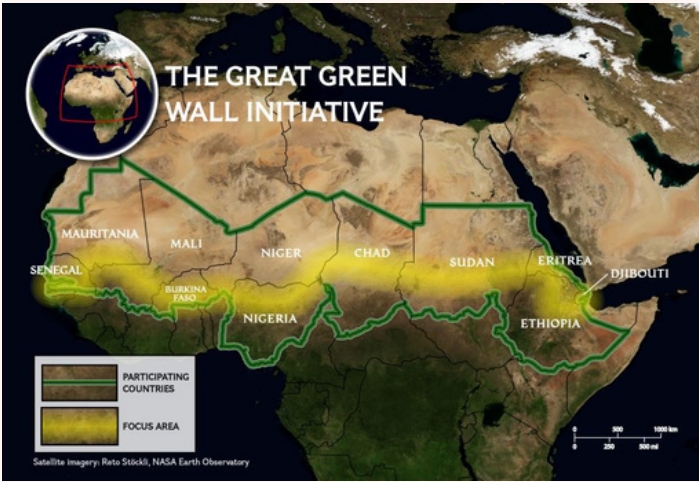 THE GREAT GREEN
WALL INITIATIVE
MAURITANIA
MALI
NIGER
CHAD
SUDAN
ERITREA
DJIBOUTI
SENEGAL
BURKINA
FASO
NIGERIA
ETHIOPIA
PARTICIPATING
COUNTRIES
FOCUS AREA
0 500 1000 km
0 250 500 mi
Satellite imagery: Reto Stöckli, NASA Earth Observatory